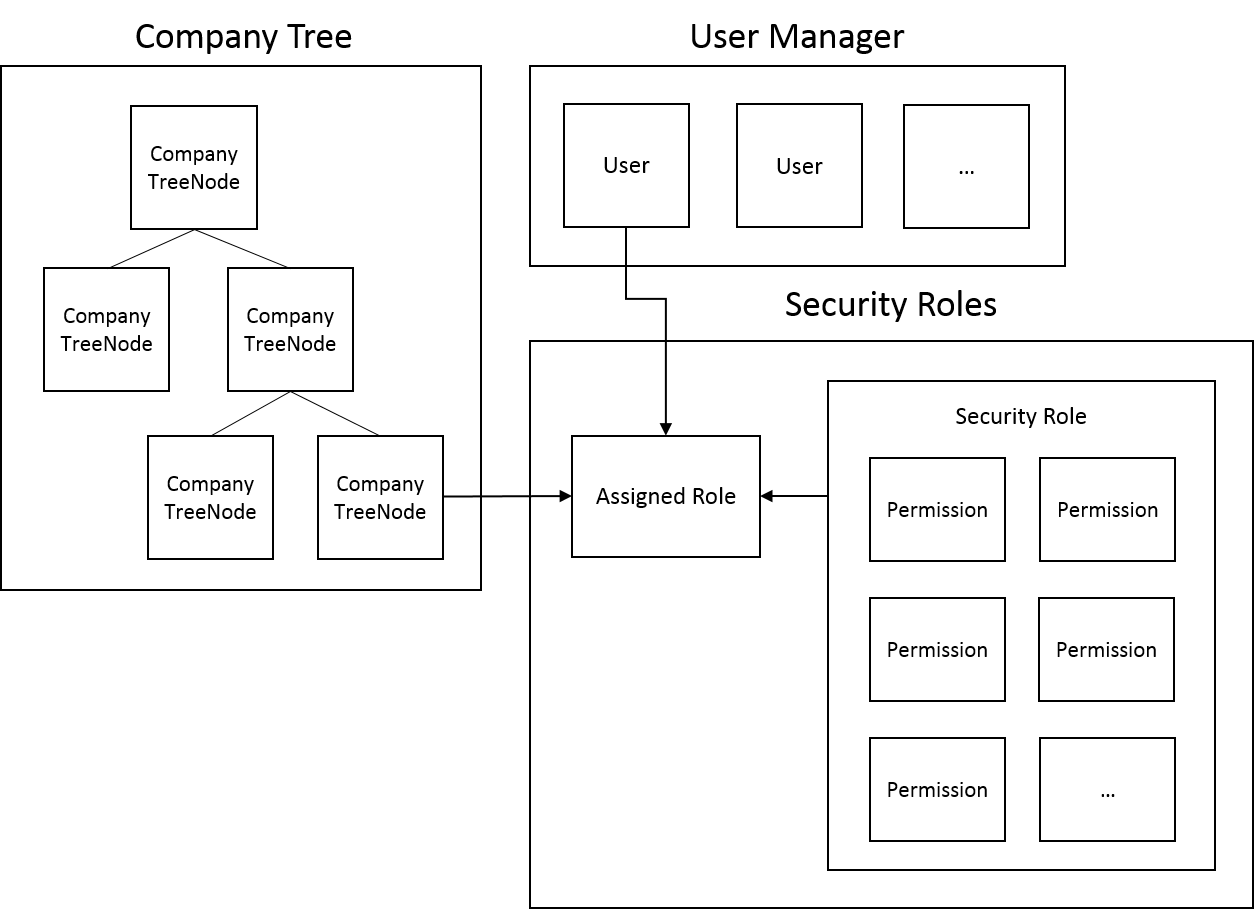 Company Tree
Company
TreeNode
Company
TreeNode
Company
TreeNode
Company
TreeNode
Company
TreeNode
User Manager
User
User
...
Security Roles
Assigned Role
Security Role
Permission
Permission
Permission
Permission
Permission
...